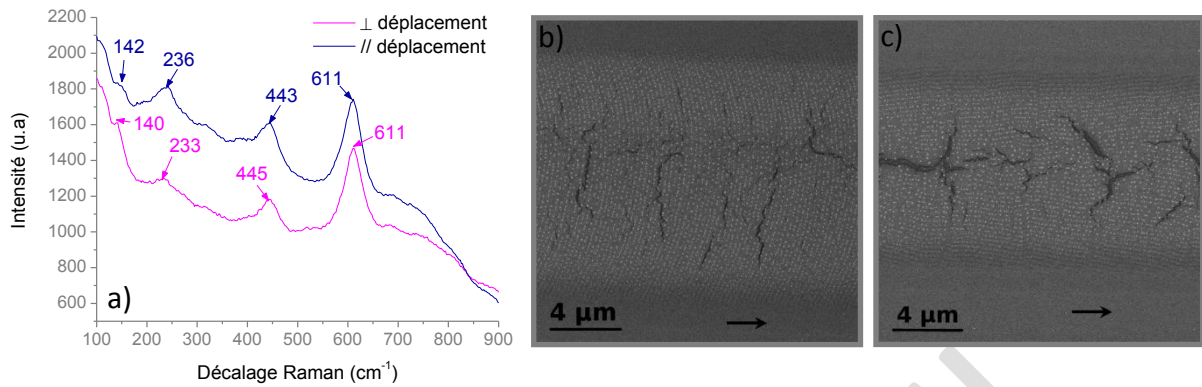 a)
Intensité (u.a)
2200
2000
1800
1600
1400
1200
1000
800
600
⊥ déplacement
// déplacement
142
236
443
611
140
233
445
611
100 200 300 400 500 600 700 800 900
Décalage Raman (cm-1)
b)
4 µm
c)
4 µm